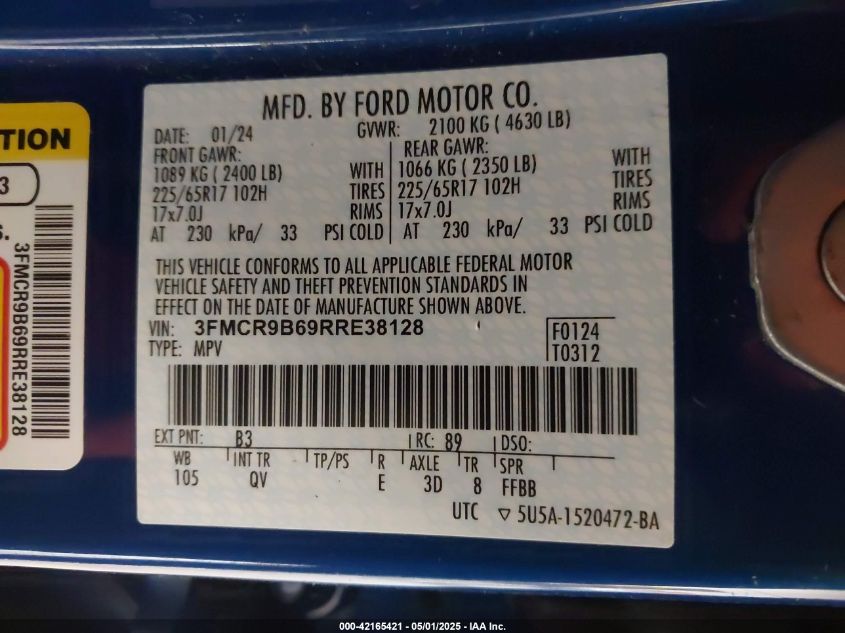 MFD. BY FORD MOTOR CO.
DATE: 01/24 GVWR: 2100 KG ( 4630 LB)
FRONT GAWR: REAR GAWR:
1089 KG ( 2400 LB) WITH 1066 KG ( 2350 LB) WITH
225/65R17 102H TIRES 225/65R17 102H TIRES
17x7.0J RIMS 17x7.0J RIMS
AT 230 kPa/ 33 PSI COLD AT 230 kPa/ 33 PSI COLD
THIS VEHICLE CONFORMS TO ALL APPLICABLE FEDERAL MOTOR
VEHICLE SAFETY AND THEFT PREVENTION STANDARDS IN
EFFECT ON THE DATE OF MANUFACTURE SHOWN ABOVE.
VIN: 3FMCR9B69RRE38128 F0124
TYPE: MPV T0312
EXT PNT: B3 RC: 89 DSO:
WB INT TR TP/PS R AXLE TR SPR
105 QV E 3D 8 FFBB
UTC ▽ 5U5A-1520472-BA
TION
3
S.
3FMCR9B69RRE38128
000-42165421 - 05/01/2025 - IAA Inc.